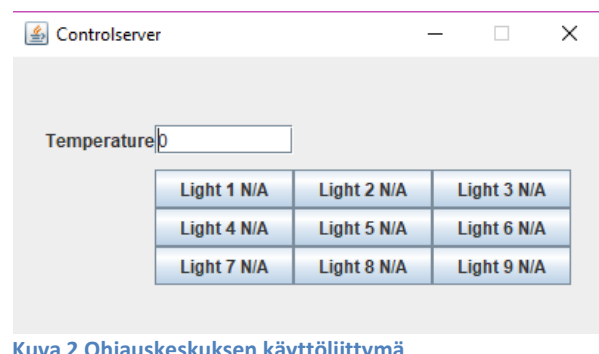 Controlserver
Temperature 0
Light 1 N/A Light 2 N/A Light 3 N/A
Light 4 N/A Light 5 N/A Light 6 N/A
Light 7 N/A Light 8 N/A Light 9 N/A
Kuva 2 Ohjauskeskuksen käyttöliittymä